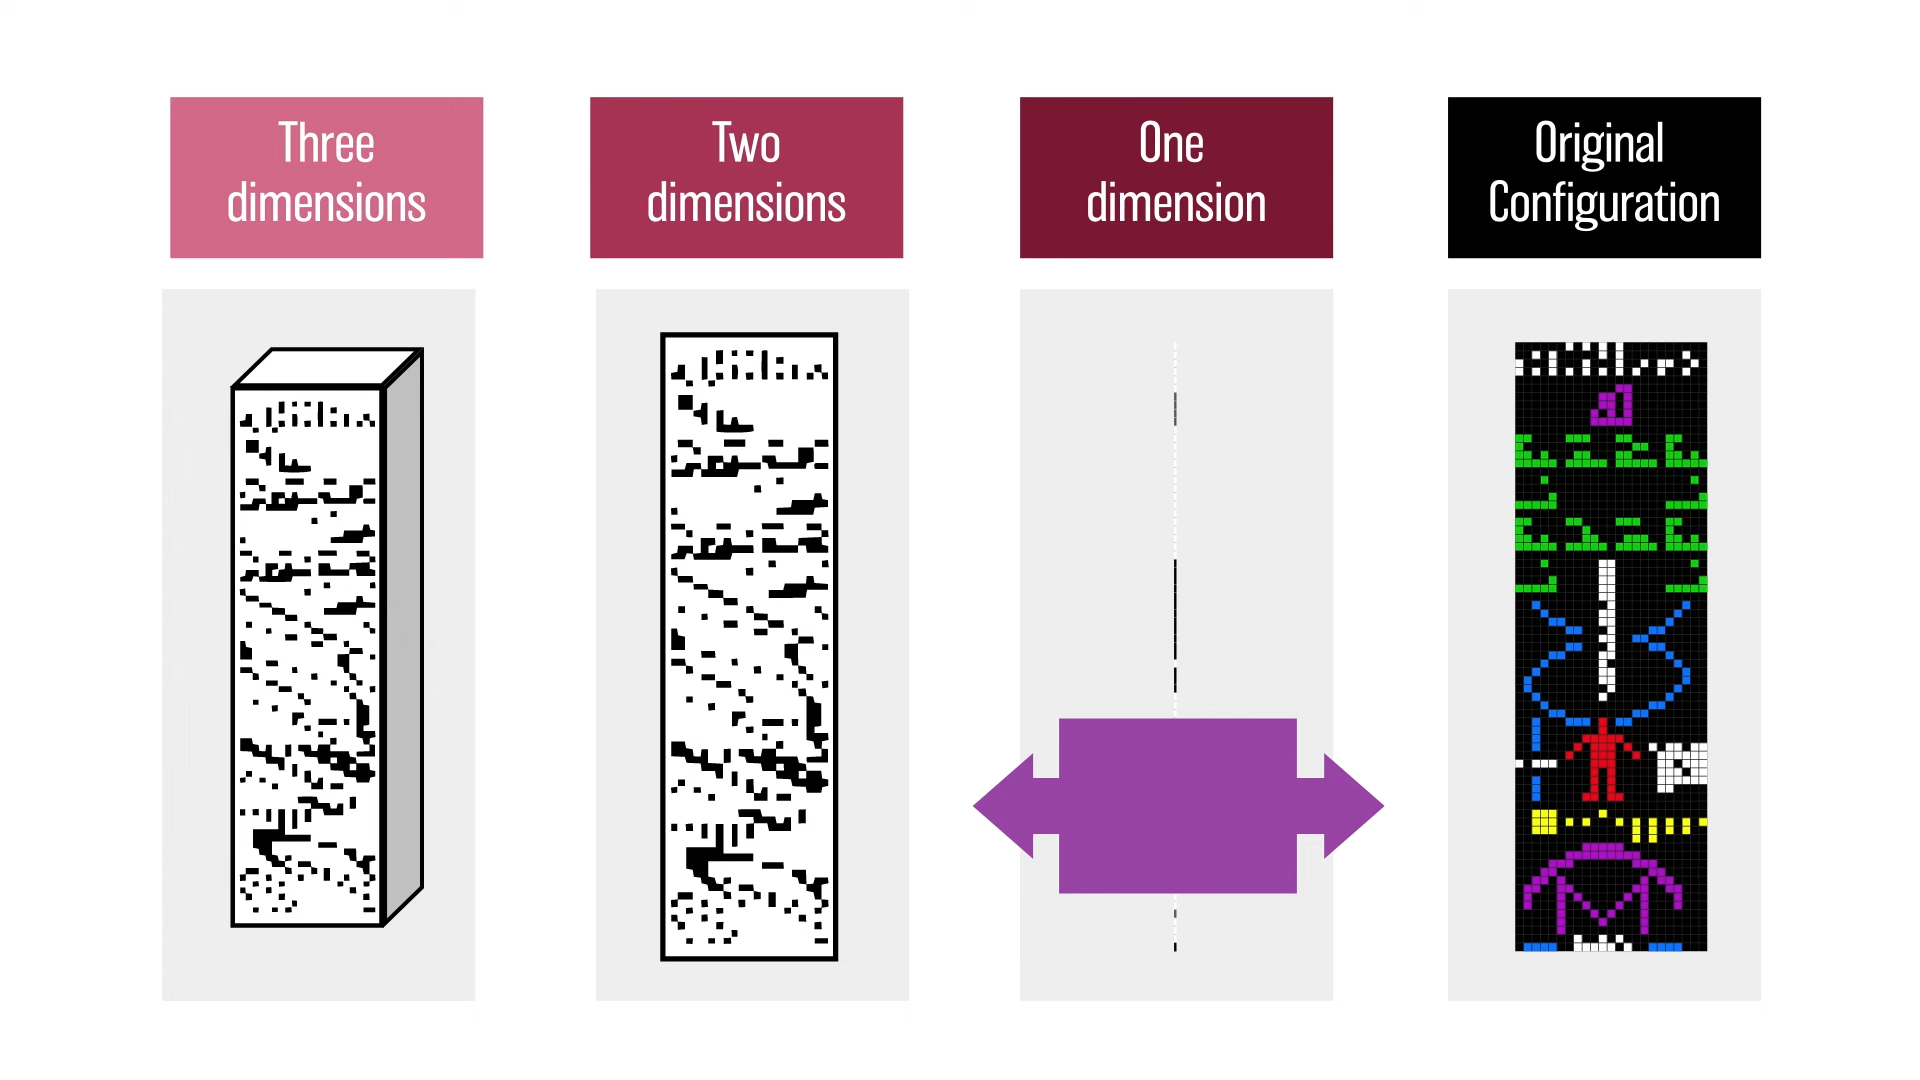 Three
dimensions
Two
dimensions
One
dimension
Original
Configuration